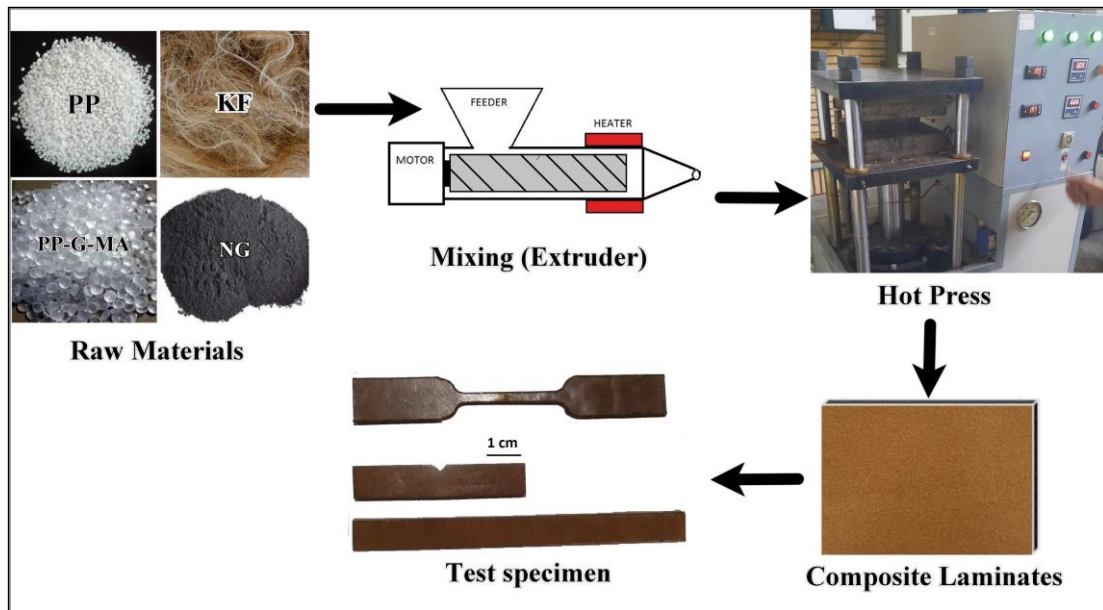 PP
KF
PP-G-MA
NG
Raw Materials
FEEDER
HEATER
MOTOR
Mixing (Extruder)
Hot Press
1 cm
Test specimen
Composite Laminates